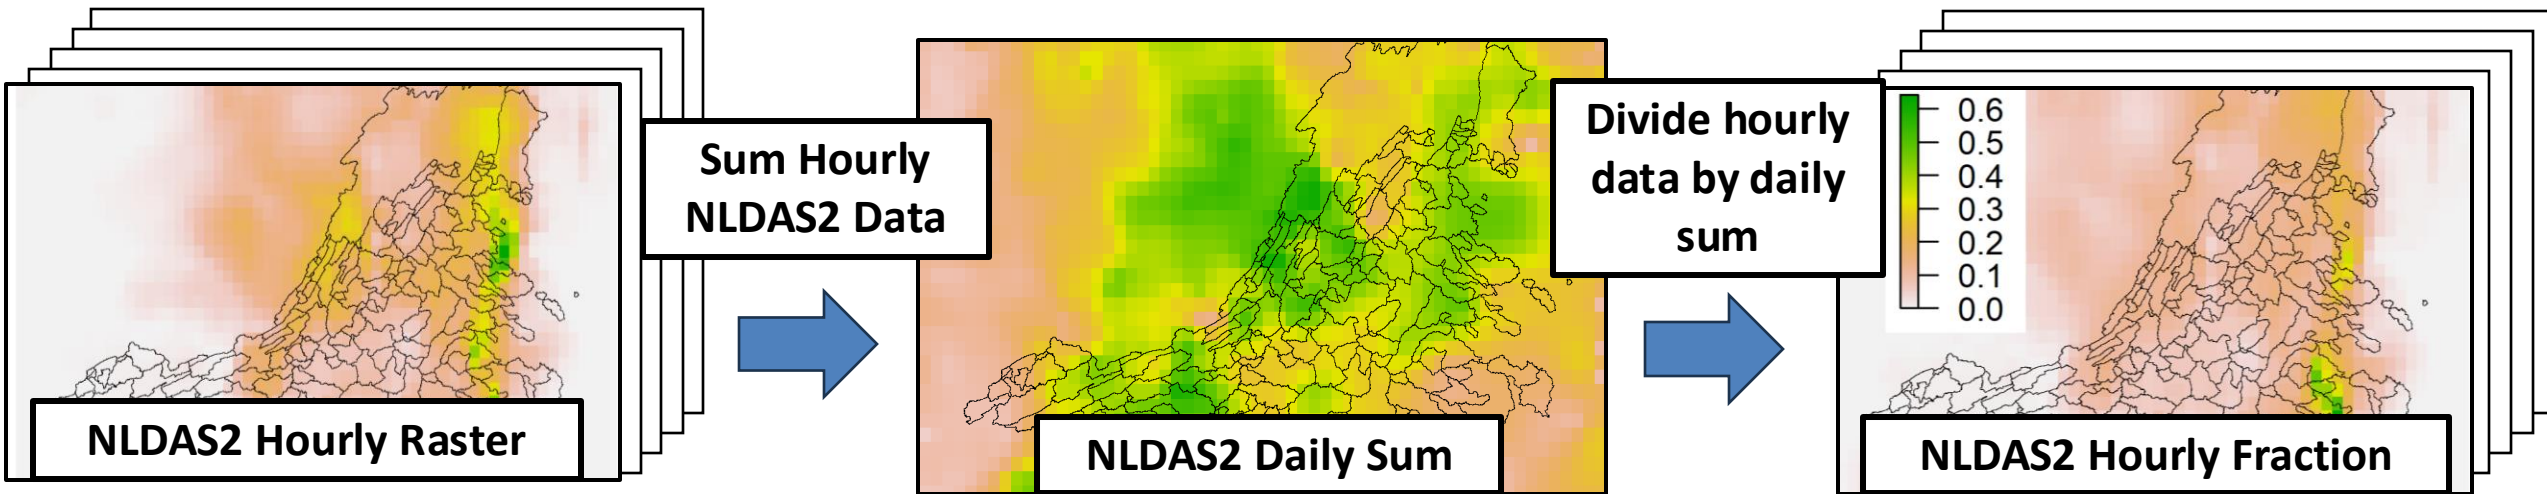 NLDAS2 Hourly Raster
Sum Hourly
NLDAS2 Data
NLDAS2 Daily Sum
Divide hourly
data by daily
sum
0.6
0.5
0.4
0.3
0.2
0.1
0.0
NLDAS2 Hourly Fraction